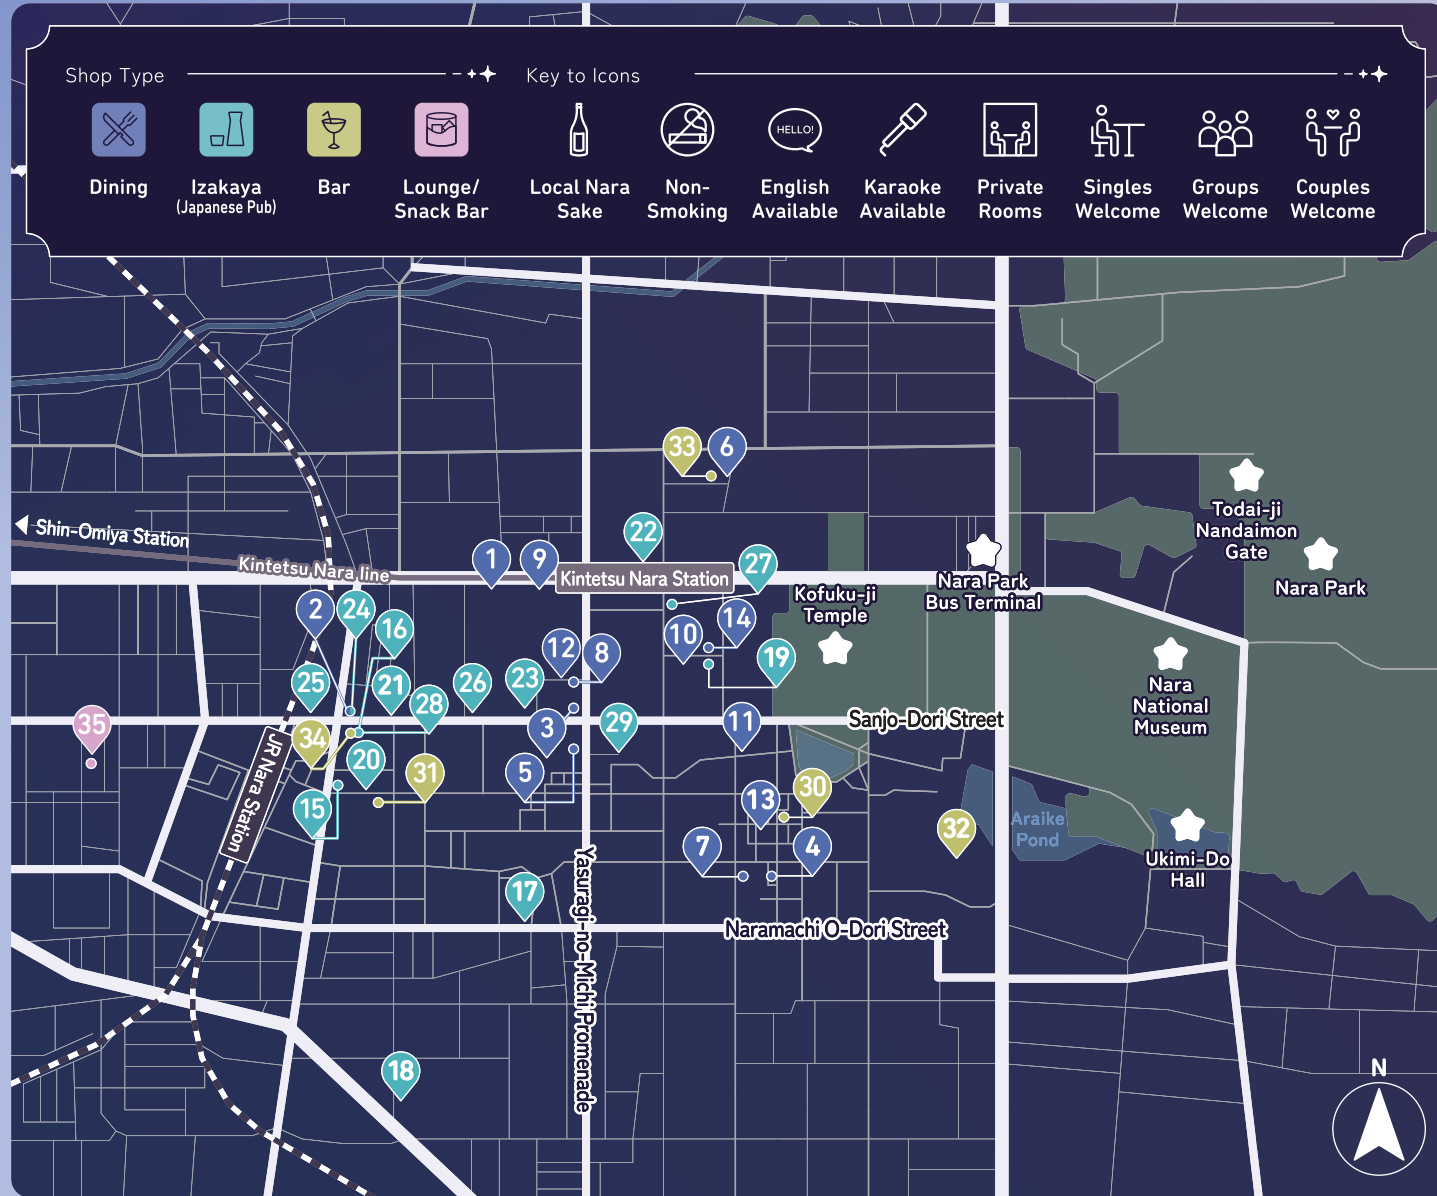 Shop Type
Key to Icons
HELLO!
Dining
Izakaya
(Japanese Pub)
Bar
Lounge/
Snack Bar
Local Nara
Sake
Non-
Smoking
English
Available
Karaoke
Available
Private
Rooms
Singles
Welcome
Groups
Welcome
Couples
Welcome
33
6
Todai-ji
Nandaimon
Gate
Shin-Omiya Station
22
Kintetsu Nara line
1
9
Kintetsu Nara Station
27
Nara Park
Bus Terminal
Nara Park
Kofuku-ji
Temple
2
24
16
12
8
10
14
19
25
21
26
23
28
Nara
National
Museum
35
34
3
29
11
Sanjo-Dori Street
JR Nara Station
20
31
5
13
30
15
32
Araike
Pond
7
4
Ukimi-Do
Hall
17
Yasuragi-no-Michi Promenade
Naramachi O-Dori Street
18
N